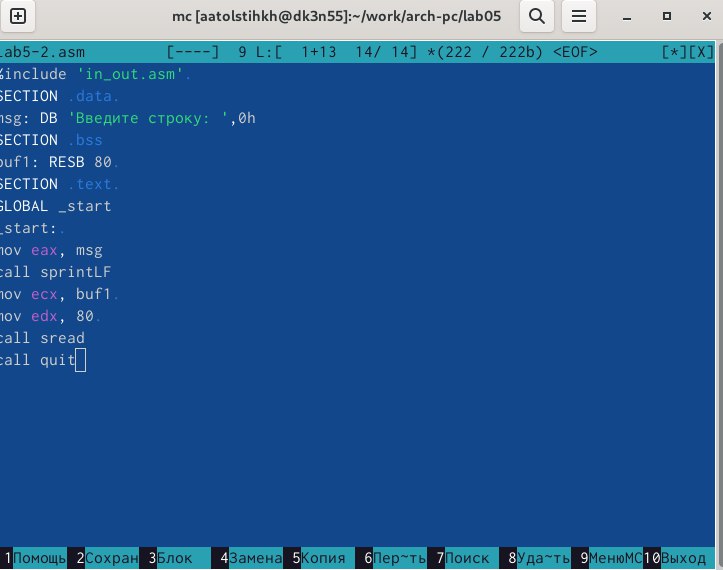 mc [aatolstihkh@dk3n55]:~/work/arch-pc/lab05
lab5-2.asm [----] 9 L:[ 1+13 14/ 14] *(222 / 222b) <EOF> [*][X]
%include 'in_out.asm'.
SECTION .data.
msg: DB 'Введите строку: ',0h
SECTION .bss
buf1: RESB 80.
SECTION .text.
GLOBAL _start
_start:.
mov eax, msg
call sprintLF
mov ecx, buf1.
mov edx, 80.
call sread
call quit
1Помощь 2Сохран 3Блок 4Замена 5Копия 6Пер~ть 7Поиск 8Уда~ть 9МенюMC 10Выход